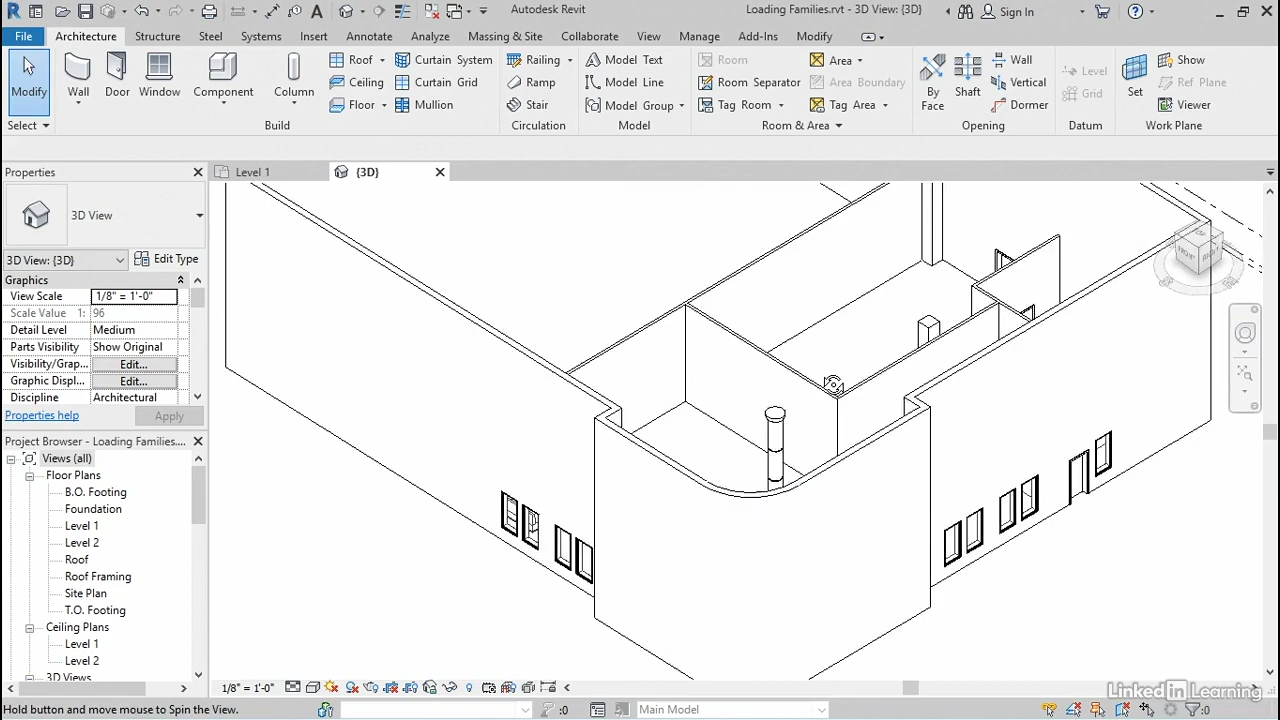 Autodesk Revit
Loading Families.rvt - 3D View: {3D}
Sign In
File
Architecture
Structure
Steel
Systems
Insert
Annotate
Analyze
Massing & Site
Collaborate
View
Manage
Add-Ins
Modify
Modify
Wall
Door
Window
Component
Column
Roof
Ceiling
Floor
Curtain System
Curtain Grid
Mullion
Railing
Ramp
Stair
Model Text
Model Line
Model Group
Room
Room Separator
Tag Room
Area
Area Boundary
Tag Area
By
Face
Shaft
Wall
Vertical
Dormer
Level
Grid
Set
Show
Ref Plane
Viewer
Select
Build
Circulation
Model
Room & Area
Opening
Datum
Work Plane
Properties
Level 1
{3D}
3D View
3D View: {3D}
Edit Type
Graphics
View Scale
1/8" = 1'-0"
Scale Value 1:
96
Detail Level
Medium
Parts Visibility
Show Original
Visibility/Grap...
Edit...
Graphic Displ...
Edit...
Discipline
Architectural
Properties help
Apply
Project Browser - Loading Families....
Views (all)
Floor Plans
B.O. Footing
Foundation
Level 1
Level 2
Roof
Roof Framing
Site Plan
T.O. Footing
Ceiling Plans
Level 1
Level 2
3D Views
1/8" = 1'-0"
Hold button and move mouse to Spin the View.
:0
Main Model
:0
Linked in Learning